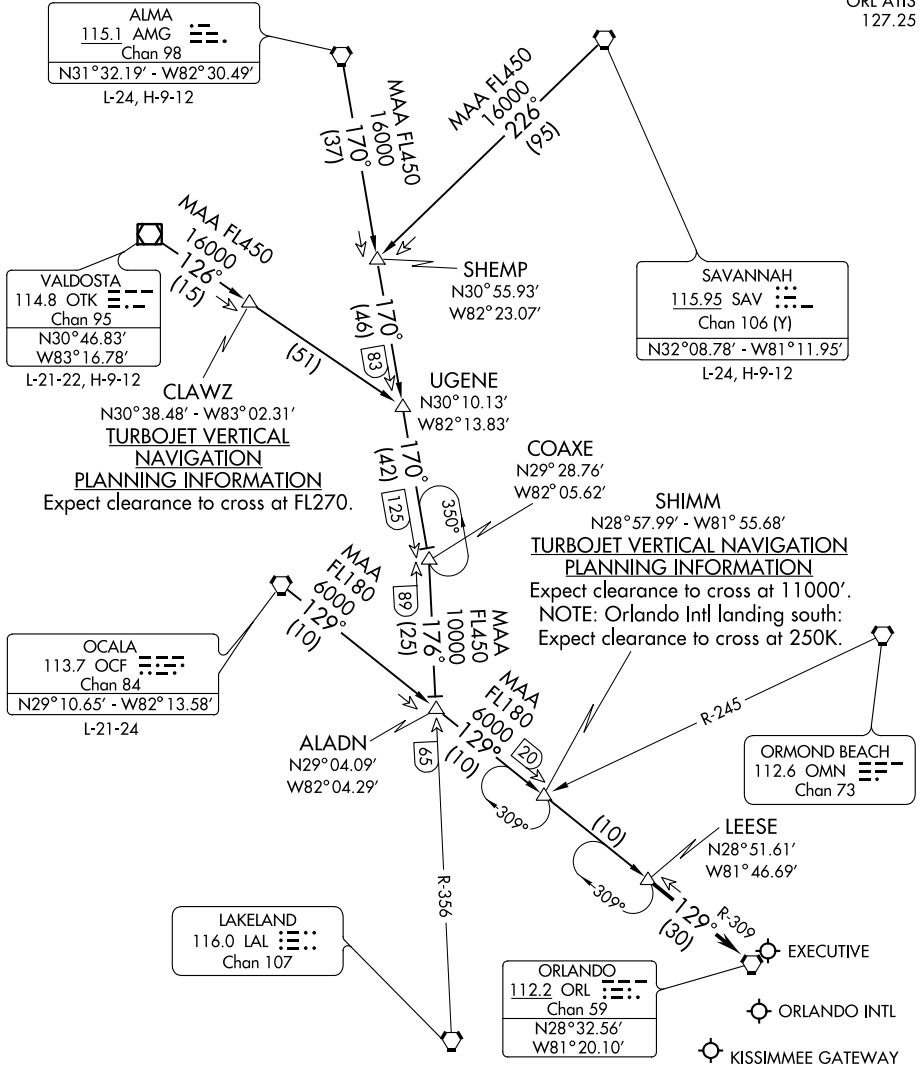 ORL ATIS
127.25
ALMA
115.1 AMG
Chan 98
N31°32.19' - W82°30.49'
L-24, H-9-12
MAA FL450
16000
170°
(37)
MAA FL450
16000
226°
(95)
MAA FL450
16000
126°
(15)
VALDOSTA
114.8 OTK
Chan 95
N30°46.83'
W83°16.78'
L-21-22, H-9-12
SHEMP
N30°55.93'
W82°23.07'
SAVANNAH
115.95 SAV
Chan 106 (Y)
N32°08.78' - W81°11.95'
L-24, H-9-12
170°
(46)
83
(51)
CLAWZ
N30°38.48' - W83°02.31'
TURBOJET VERTICAL
NAVIGATION
PLANNING INFORMATION
Expect clearance to cross at FL270.
UGENE
N30°10.13'
W82°13.83'
170°
(42)
125
350°
COAXE
N29°28.76'
W82°05.62'
SHIMM
N28°57.99' - W81°55.68'
TURBOJET VERTICAL NAVIGATION
PLANNING INFORMATION
Expect clearance to cross at 11000'.
NOTE: Orlando Intl landing south:
Expect clearance to cross at 250K.
MAA
FL180
6000
129°
(10)
89
MAA
FL450
10000
176°
(25)
OCALA
113.7 OCF
Chan 84
N29°10.65' - W82°13.58'
L-21-24
ALADN
N29°04.09'
W82°04.29'
65
MAA
FL180
6000
129°
(10)
20
R-245
ORMOND BEACH
112.6 OMN
Chan 73
309°
(10)
LEESE
N28°51.61'
W81°46.69'
309°
R-356
129°
(30)
R-309
LAKELAND
116.0 LAL
Chan 107
ORLANDO
112.2 ORL
Chan 59
N28°32.56'
W81°20.10'
EXECUTIVE
ORLANDO INTL
KISSIMMEE GATEWAY